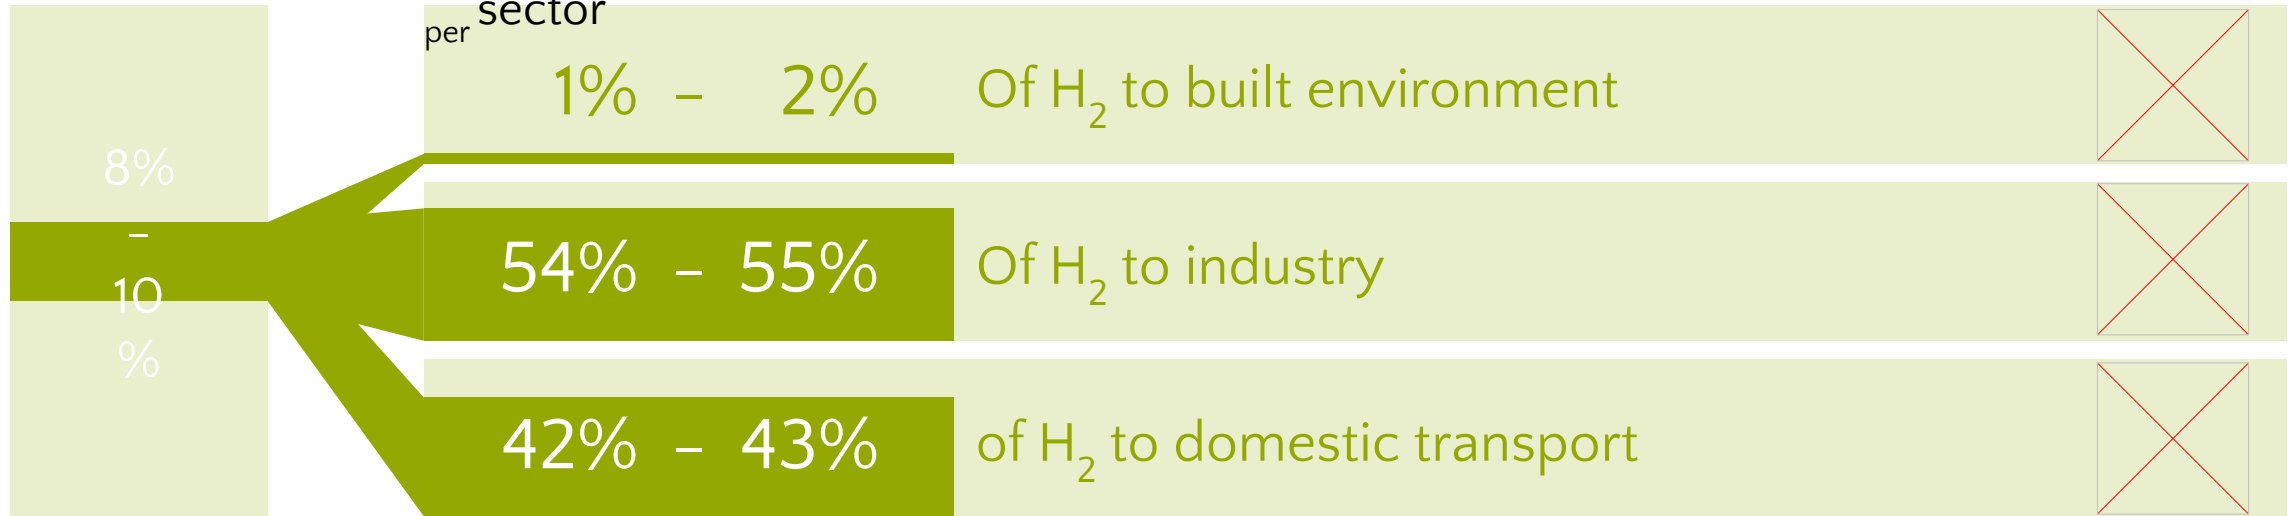 per sector
1% – 2% Of H2 to built environment
8%
–
10
%
54% – 55% Of H2 to industry
42% – 43% of H2 to domestic transport